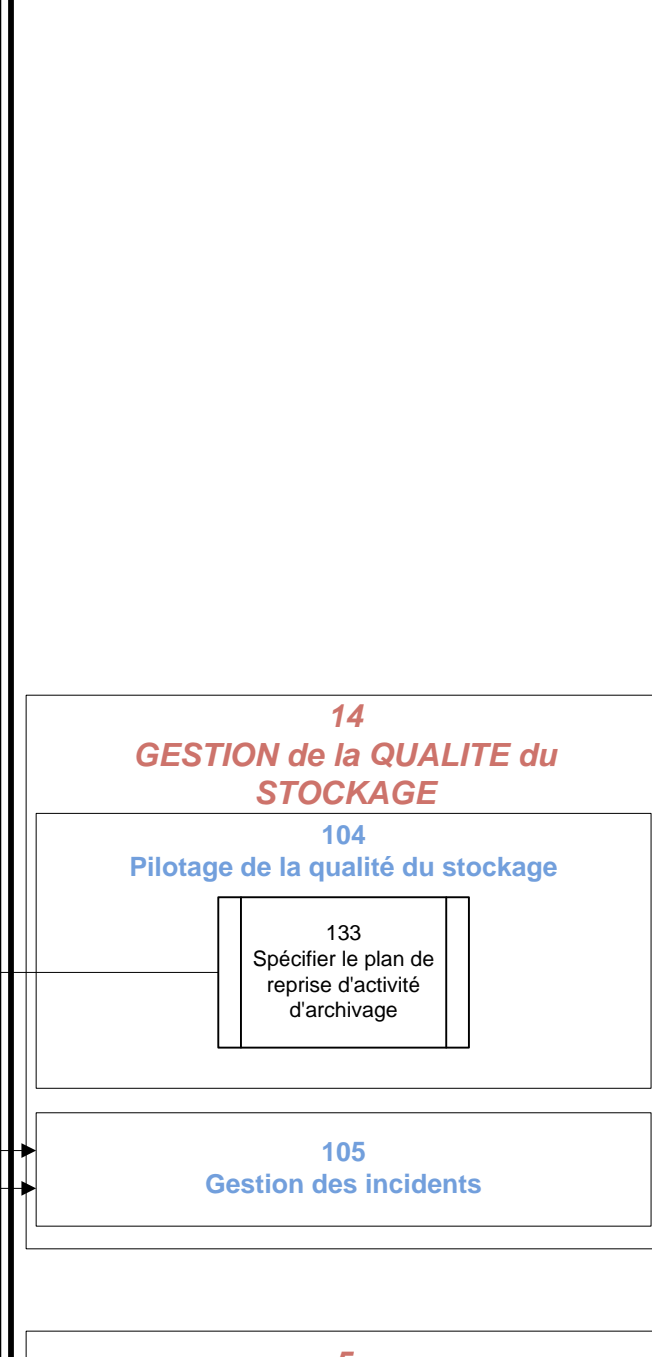 14
GESTION de la QUALITE du
STOCKAGE
104
Pilotage de la qualité du stockage
133
Spécifier le plan de
reprise d'activité
d'archivage
105
Gestion des incidents
5